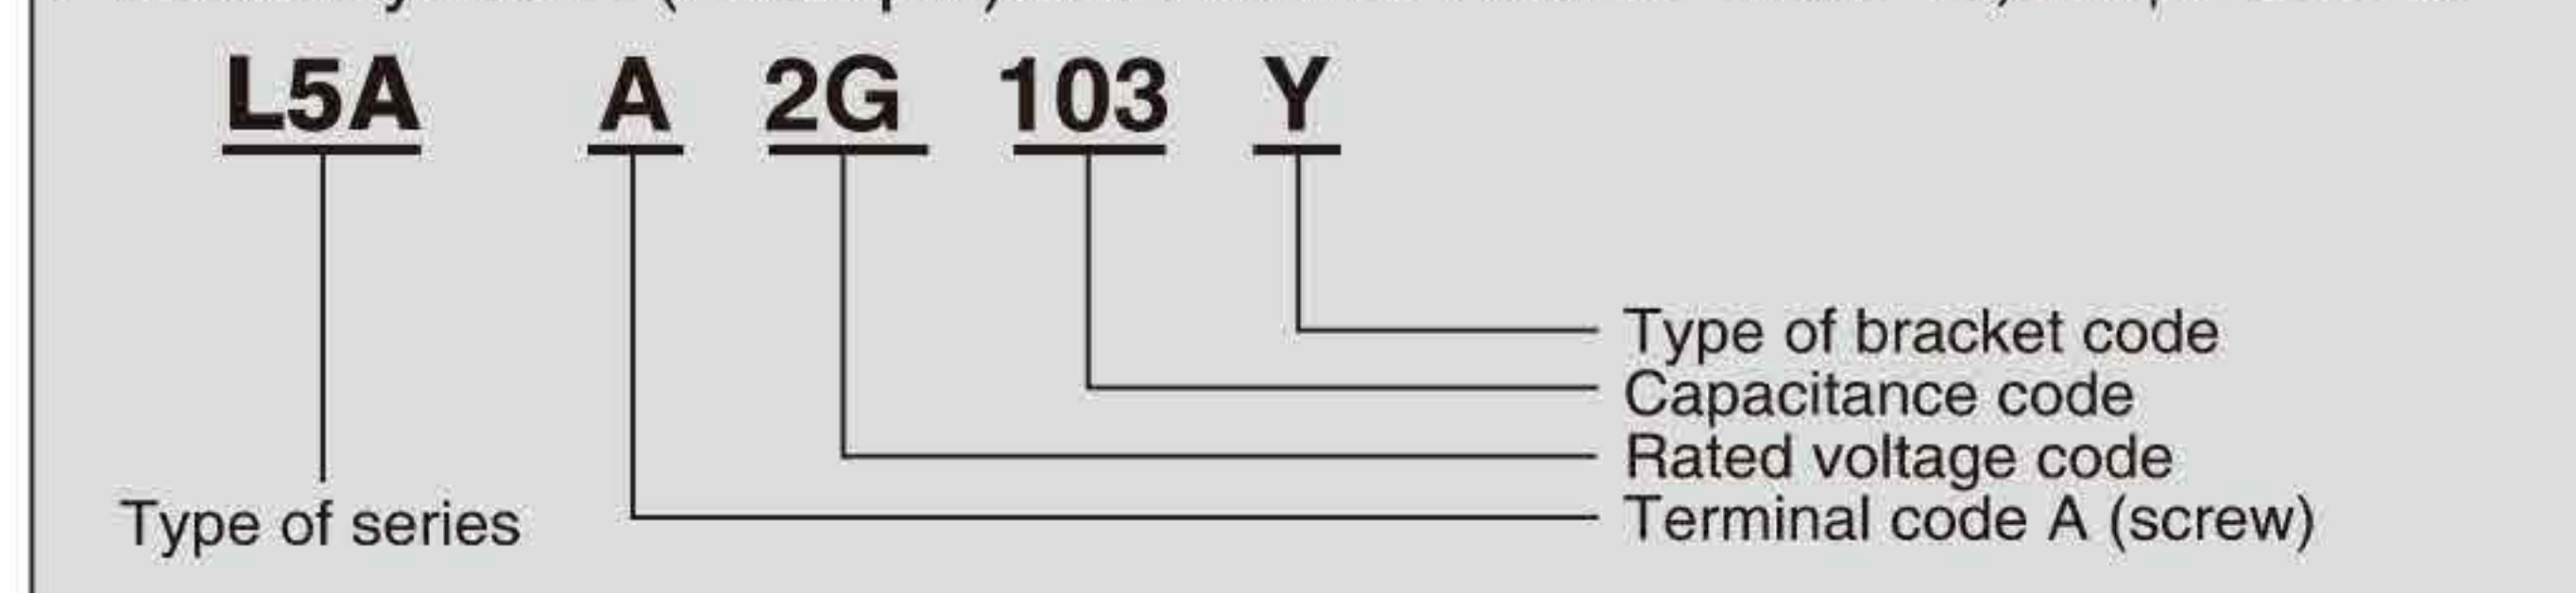 L5A A 2G 103 Y
Type of bracket code
Capacitance code
Rated voltage code
Terminal code A (screw)
Type of series